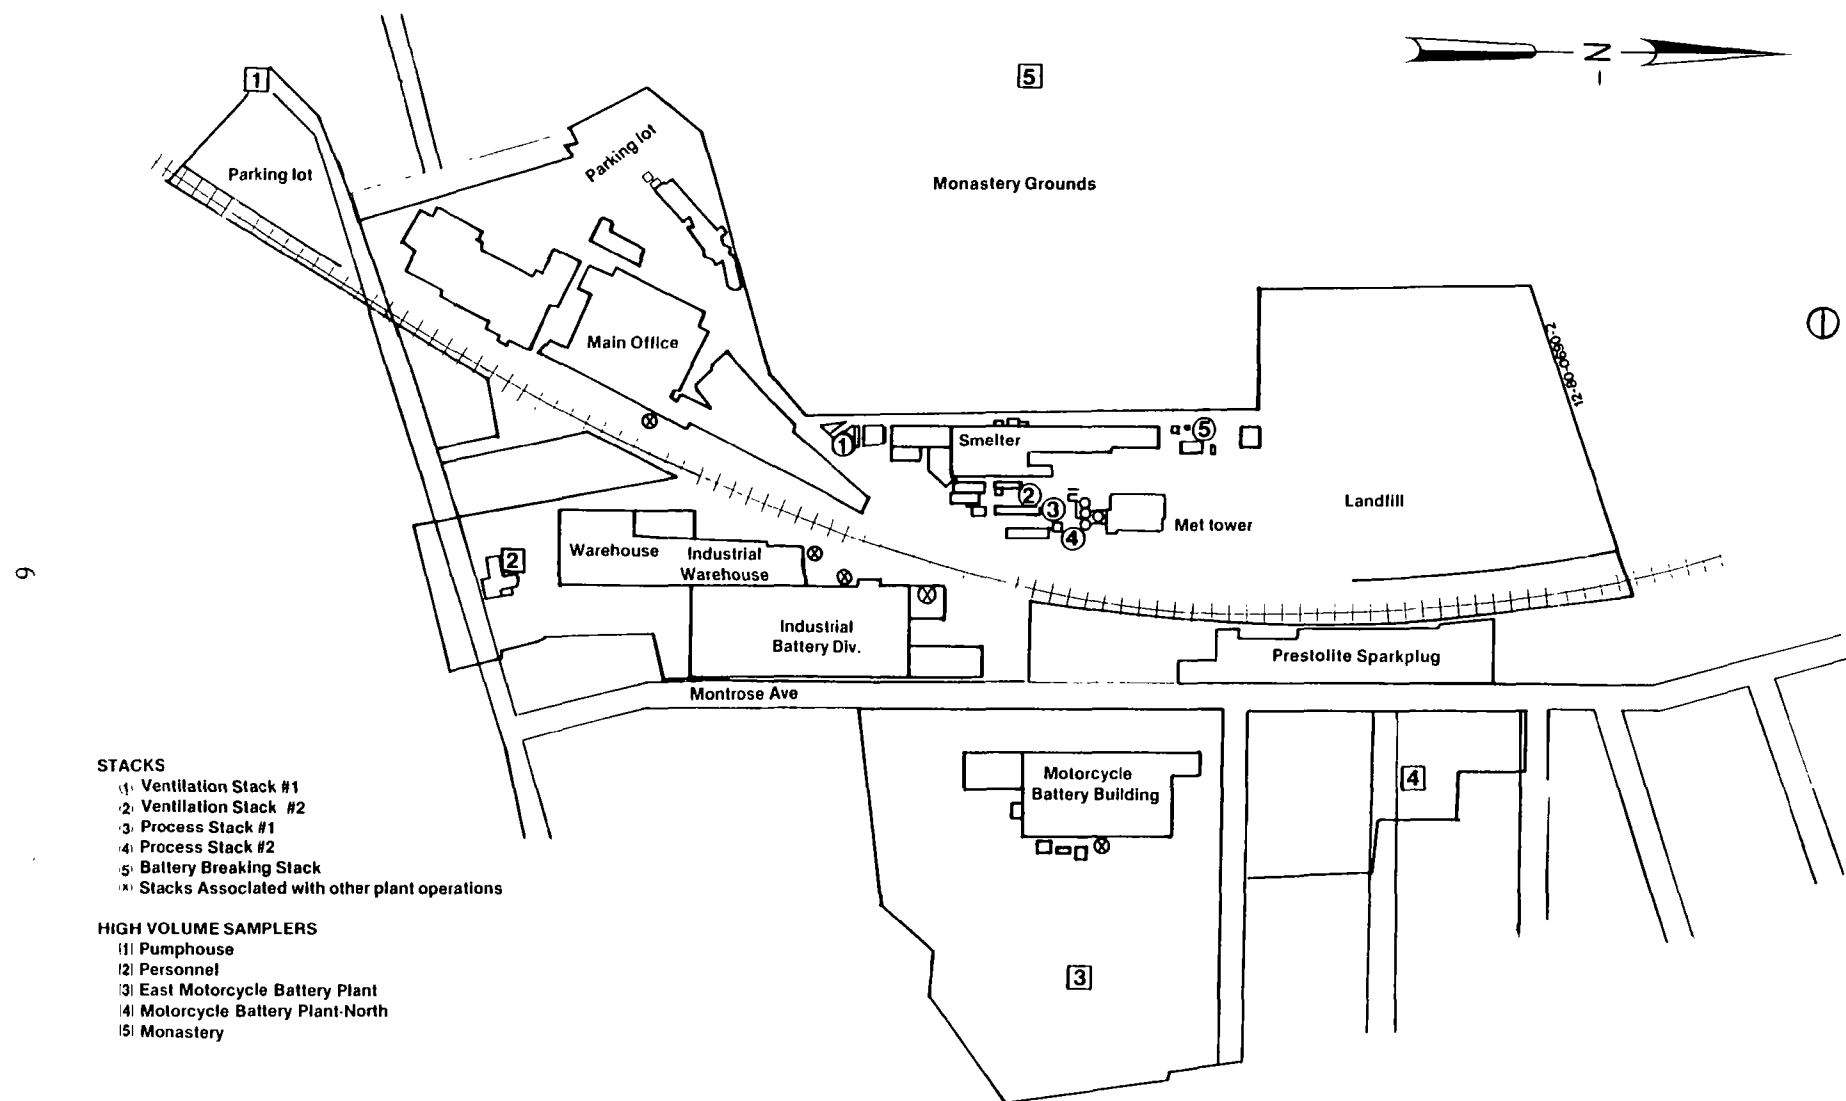 1
5
N
Parking lot
Parking lot
Monastery Grounds
Main Office
12-80-0690-2
1
Smelter
5
2
3
4
Met tower
Landfill
6
2
Warehouse
Industrial
Warehouse
Industrial
Battery Div.
Prestolite Sparkplug
Montrose Ave
Motorcycle
Battery Building
4
3
STACKS
(1) Ventilation Stack #1
(2) Ventilation Stack #2
(3) Process Stack #1
(4) Process Stack #2
(5) Battery Breaking Stack
(x) Stacks Associated with other plant operations
HIGH VOLUME SAMPLERS
|1| Pumphouse
|2| Personnel
|3| East Motorcycle Battery Plant
|4| Motorcycle Battery Plant-North
|5| Monastery